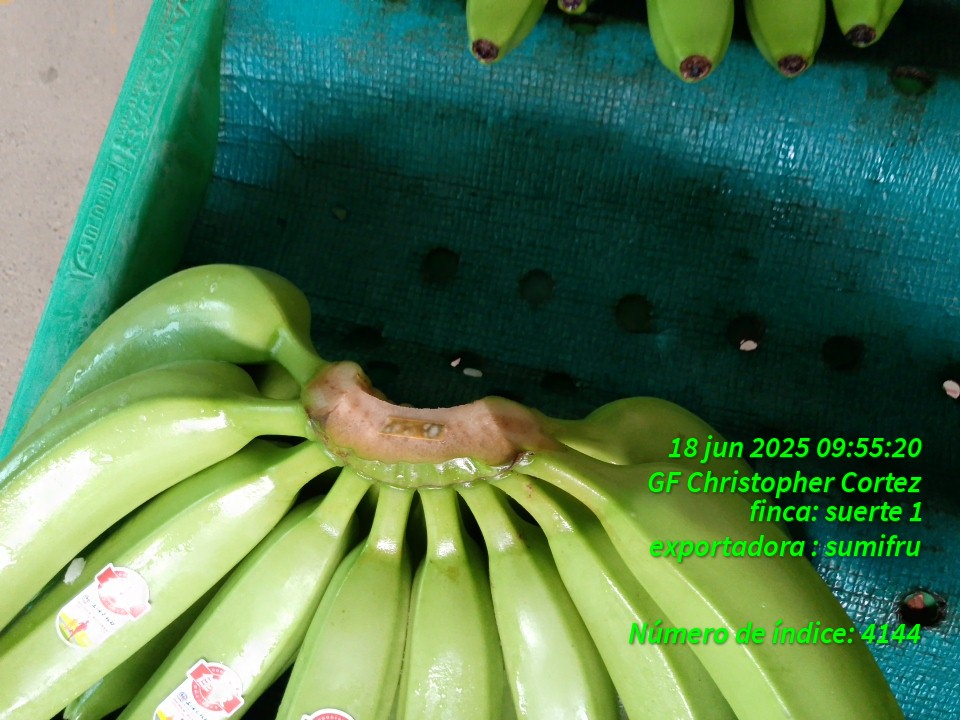 18 jun 2025 09:55:20
GF Christopher Cortez
finca: suerte 1
exportadora : sumifru
Número de índice: 4144